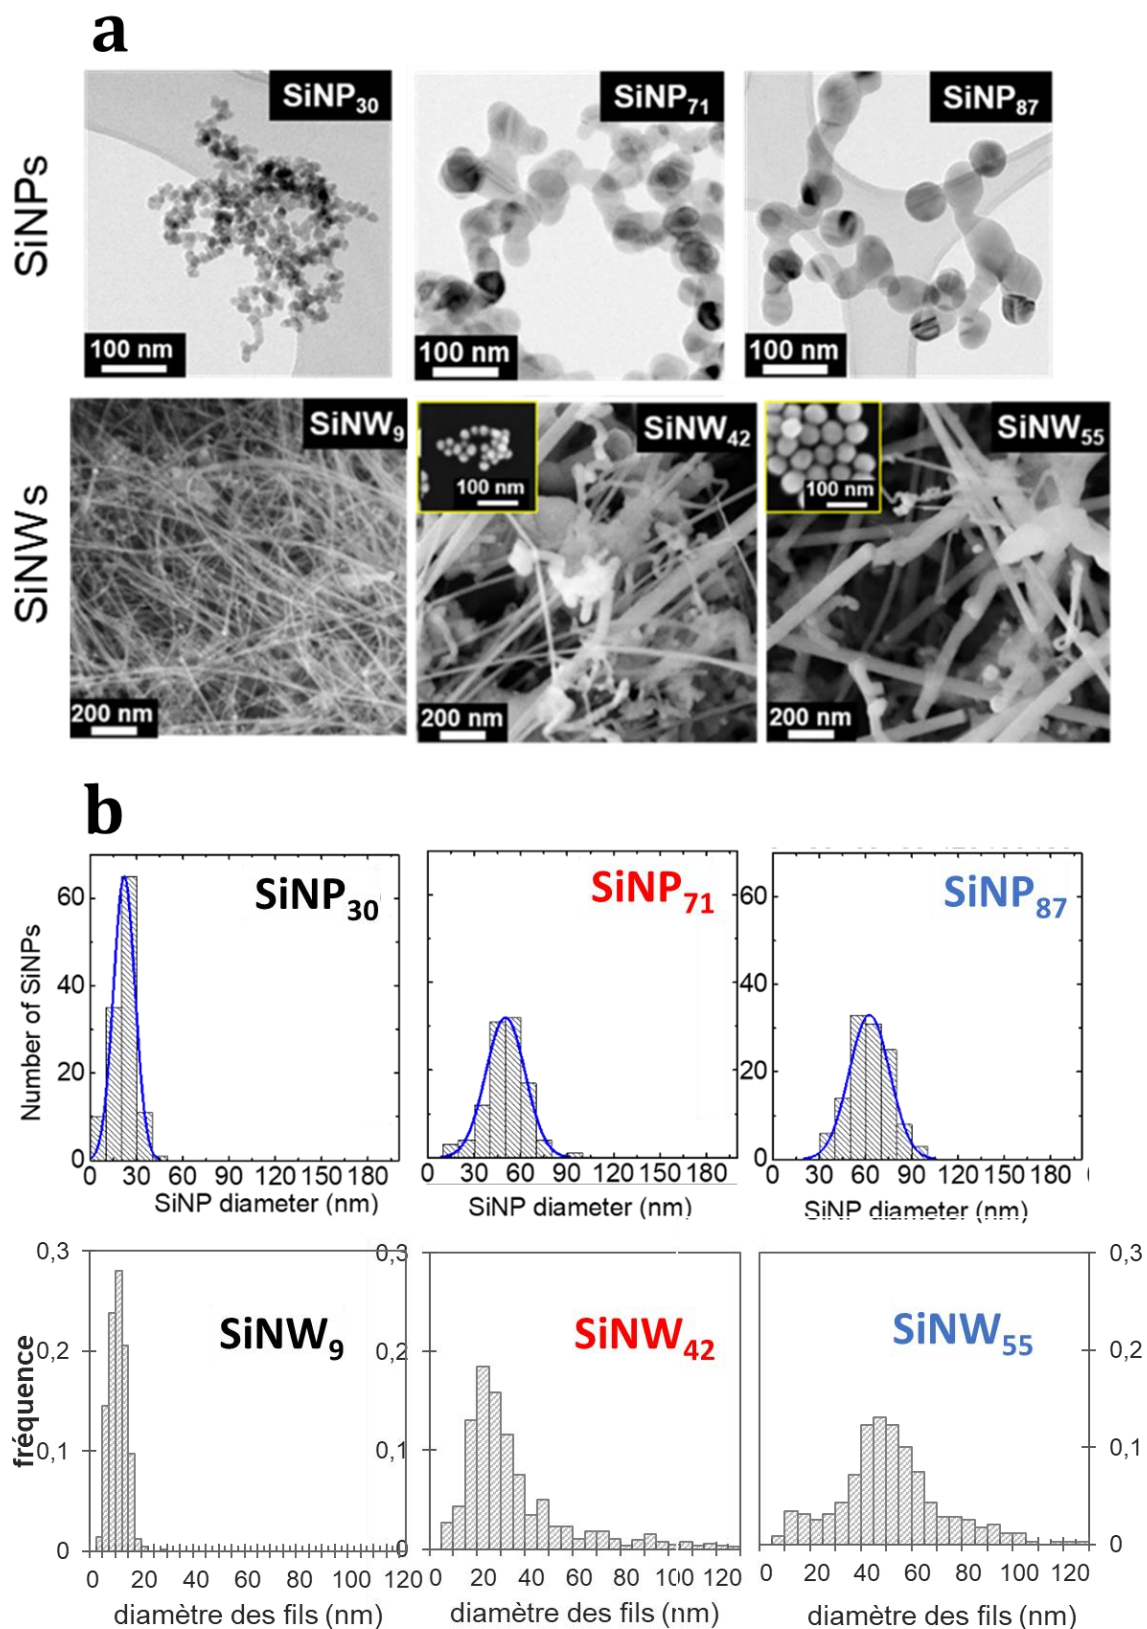 a
SiNPs
SiNP30
SiNP71
SiNP87
100 nm
100 nm
100 nm
SiNWs
SiNW9
SiNW42
SiNW55
100 nm
100 nm
200 nm
200 nm
200 nm
b
Number of SiNPs
SiNP30
SiNP71
SiNP87
60
40
20
0
60
40
20
0
0 30 60 90 120 150 180
0 30 60 90 120 150 180
0 30 60 90 120 150 180
SiNP diameter (nm)
SiNP diameter (nm)
SiNP diameter (nm)
fréquence
0,3
0,2
0,1
0
SiNW9
0,3
0,2
0,1
0
SiNW42
SiNW55
0,3
0,2
0,1
0
0 20 40 60 80 100 120
0 20 40 60 80 100 120
0 20 40 60 80 100 120
diamètre des fils (nm)
diamètre des fils (nm)
diamètre des fils (nm)